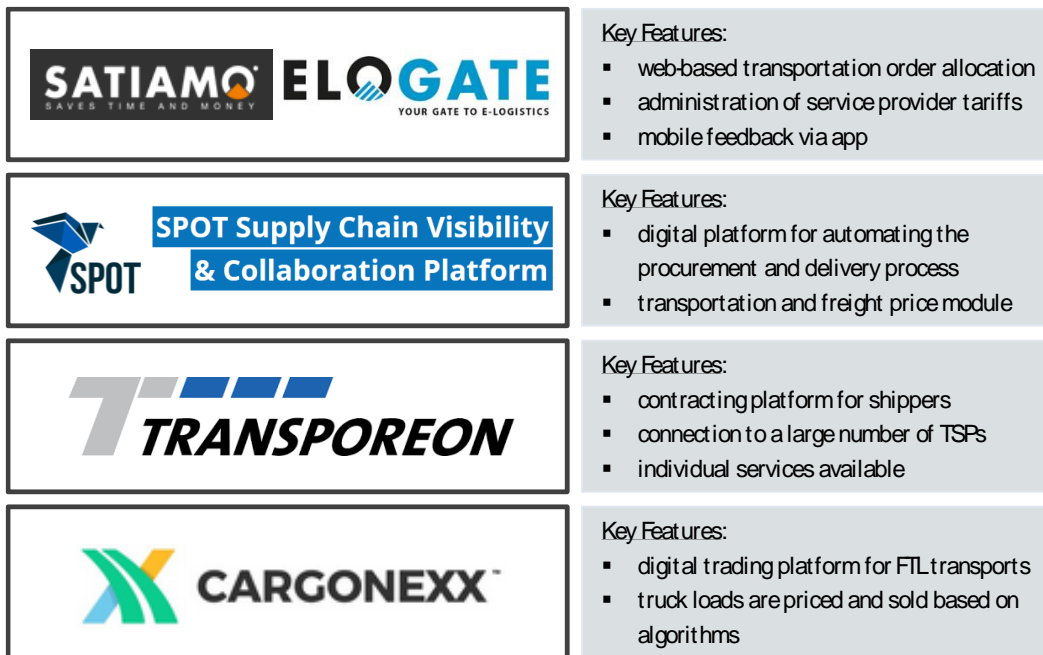 SATIAMO
SAVES TIME AND MONEY
ELOGATE
YOUR GATE TO E-LOGISTICS
Key Features:
▪ web-based transportation order allocation
▪ administration of service provider tariffs
▪ mobile feedback via app
SPOT
SPOT Supply Chain Visibility
& Collaboration Platform
Key Features:
▪ digital platform for automating the
procurement and delivery process
▪ transportation and freight price module
TRANSPOREON
Key Features:
▪ contracting platform for shippers
▪ connection to a large number of TSPs
▪ individual services available
CARGONEXX™
Key Features:
▪ digital trading platform for FTL transports
▪ truck loads are priced and sold based on
algorithms